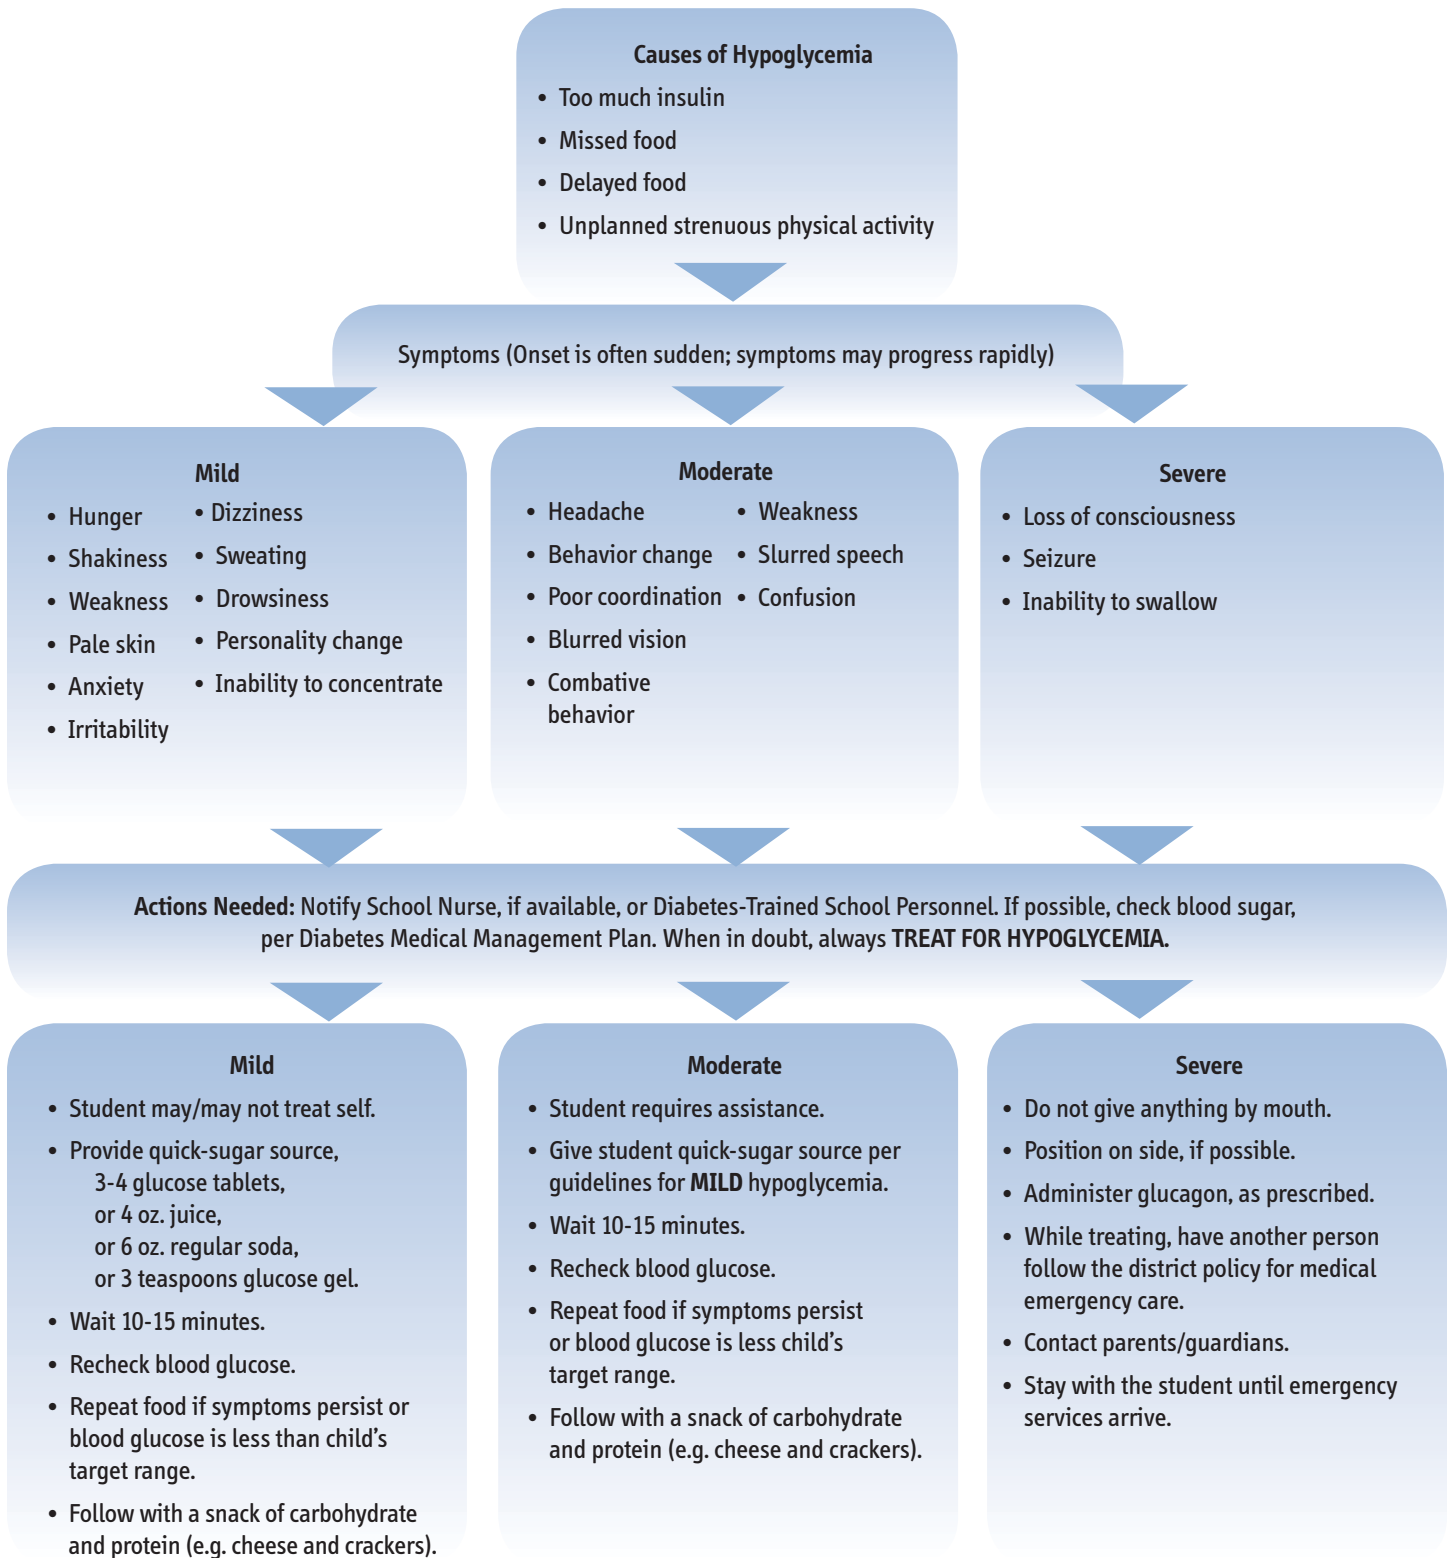 Causes of Hypoglycemia
• Too much insulin
• Missed food
• Delayed food
• Unplanned strenuous physical activity
Symptoms (Onset is often sudden; symptoms may progress rapidly)
Mild
• Hunger
• Shakiness
• Weakness
• Pale skin
• Anxiety
• Irritability
• Dizziness
• Sweating
• Drowsiness
• Personality change
• Inability to concentrate
Moderate
• Headache
• Behavior change
• Poor coordination
• Blurred vision
• Combative
behavior
• Weakness
• Slurred speech
• Confusion
Severe
• Loss of consciousness
• Seizure
• Inability to swallow
Actions Needed: Notify School Nurse, if available, or Diabetes-Trained School Personnel. If possible, check blood sugar,
per Diabetes Medical Management Plan. When in doubt, always TREAT FOR HYPOGLYCEMIA.
Mild
• Student may/may not treat self.
• Provide quick-sugar source,
3-4 glucose tablets,
or 4 oz. juice,
or 6 oz. regular soda,
or 3 teaspoons glucose gel.
• Wait 10-15 minutes.
• Recheck blood glucose.
• Repeat food if symptoms persist or
blood glucose is less than child's
target range.
• Follow with a snack of carbohydrate
and protein (e.g. cheese and crackers).
Moderate
• Student requires assistance.
• Give student quick-sugar source per
guidelines for MILD hypoglycemia.
• Wait 10-15 minutes.
• Recheck blood glucose.
• Repeat food if symptoms persist
or blood glucose is less child's
target range.
• Follow with a snack of carbohydrate
and protein (e.g. cheese and crackers).
Severe
• Do not give anything by mouth.
• Position on side, if possible.
• Administer glucagon, as prescribed.
• While treating, have another person
follow the district policy for medical
emergency care.
• Contact parents/guardians.
• Stay with the student until emergency
services arrive.